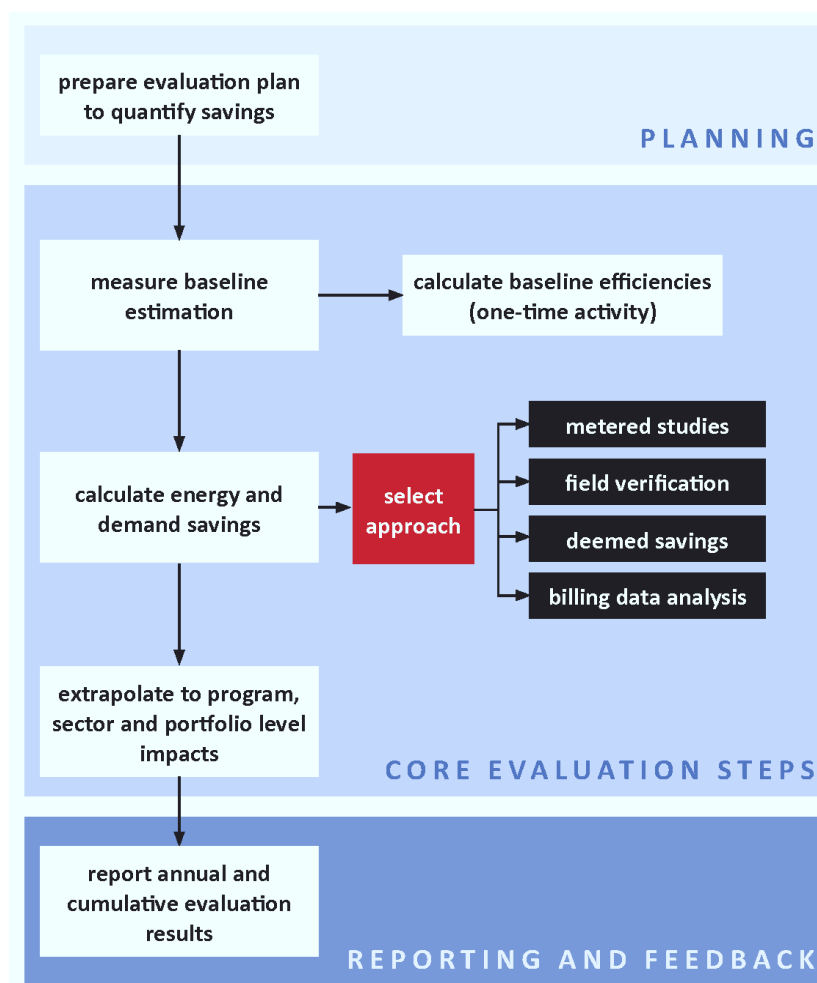 prepare evaluation plan
to quantify savings
PLANNING
measure baseline
estimation
calculate baseline efficiencies
(one-time activity)
calculate energy and
demand savings
select
approach
metered studies
field verification
deemed savings
billing data analysis
extrapolate to program,
sector and portfolio level
impacts
CORE EVALUATION STEPS
report annual and
cumulative evaluation
results
REPORTING AND FEEDBACK